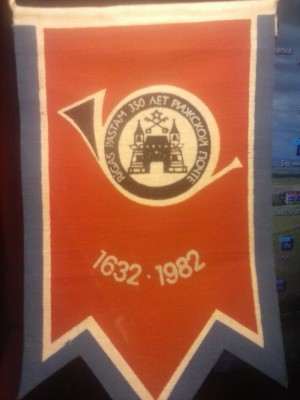 RĪGAS PASTAM 350 ЛЕТ РИЖСКОЙ ПОЧТЕ
1632 · 1982